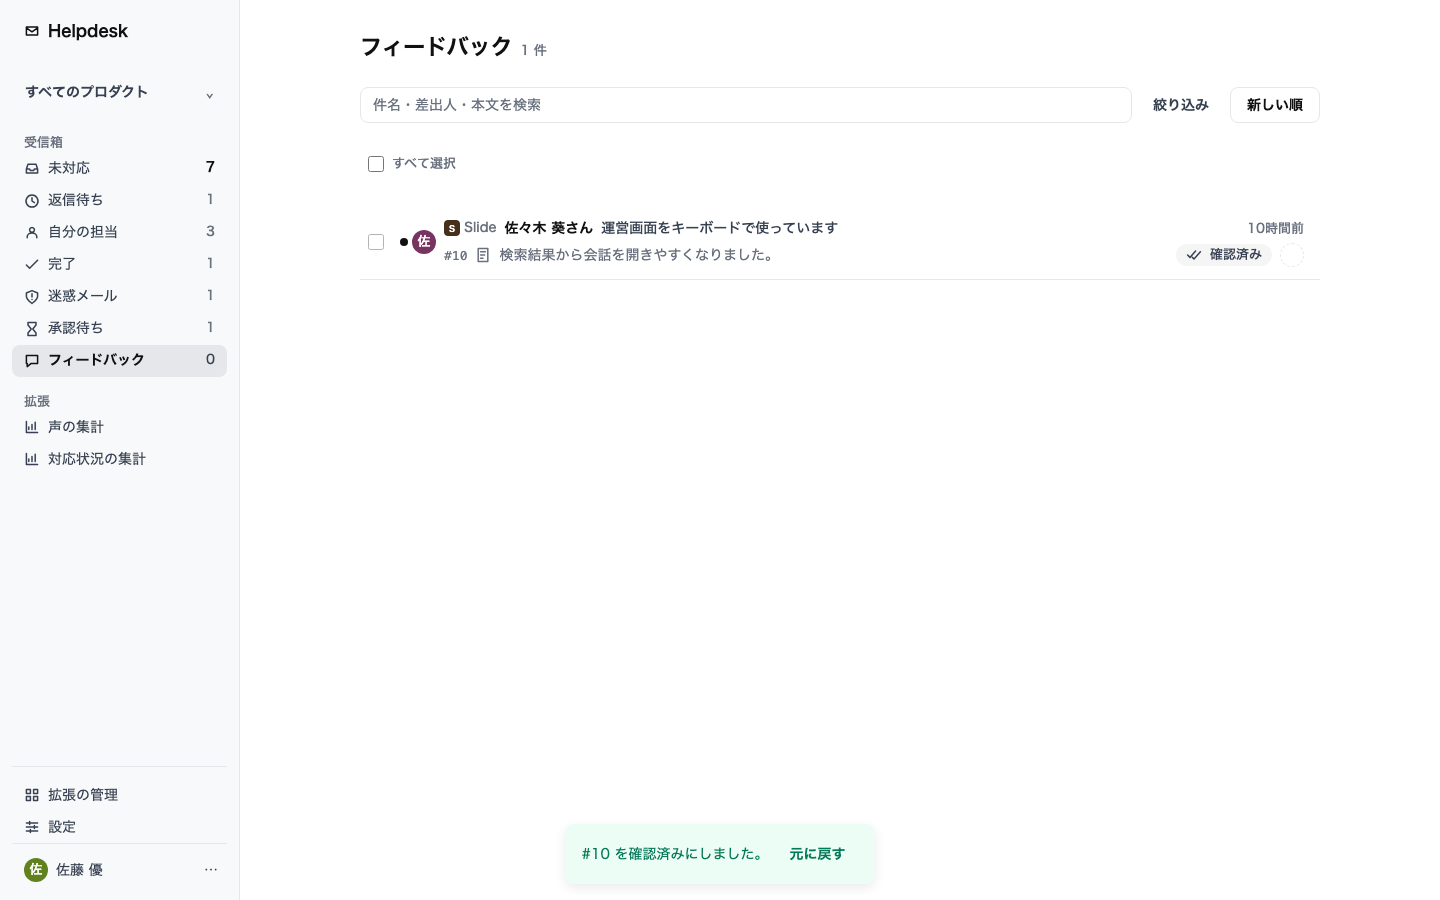 Helpdesk
すべてのプロダクト
受信箱
未対応 7
返信待ち 1
自分の担当 3
完了 1
迷惑メール 1
承認待ち 1
フィードバック 0
拡張
声の集計
対応状況の集計
拡張の管理
設定
佐 佐藤 優 …
フィードバック 1 件
件名・差出人・本文を検索 絞り込み 新しい順
すべて選択
佐 S Slide 佐々木 葵さん 運営画面をキーボードで使っています 10時間前
#10 検索結果から会話を開きやすくなりました。 確認済み
#10 を確認済みにしました。 元に戻す